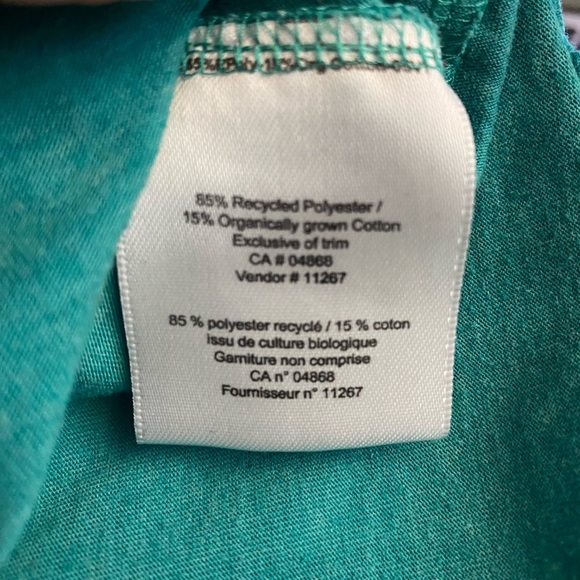 85% Recycled Polyester /
15% Organically grown Cotton
Exclusive of trim
CA # 04868
Vendor # 11267
85 % polyester recyclé / 15 % coton
issu de culture biologique
Garniture non comprise
CA n° 04868
Fournisseur n° 11267